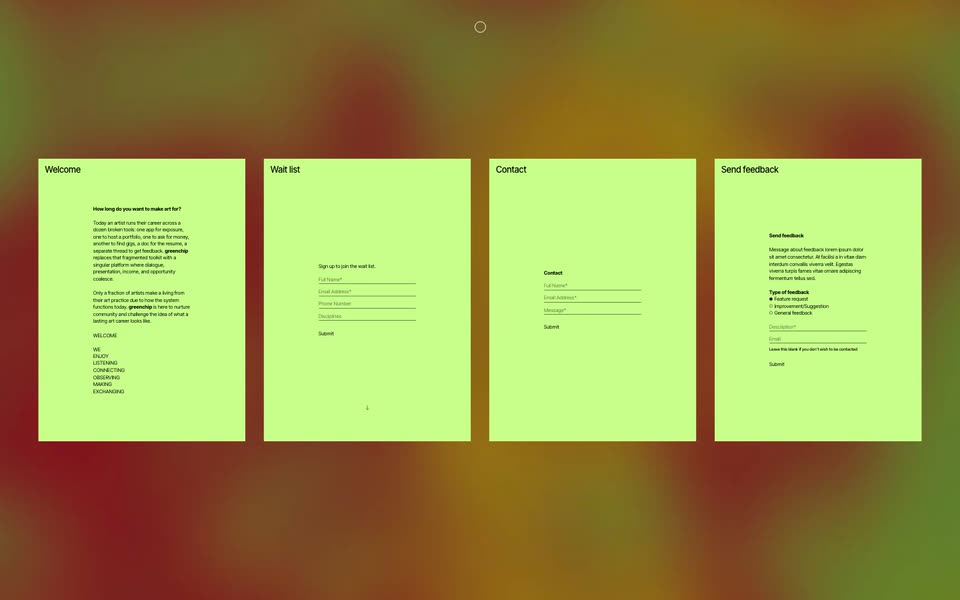 Welcome
How long do you want to make art for?
Today an artist runs their career across a
dozen broken tools: one app for exposure,
one to host a portfolio, one to ask for money,
another to find gigs, a doc for the resume, a
separate thread to get feedback, greenchip
replaces that fragmented toolkit with a
singular platform where dialogue,
presentation, income, and opportunity
coalesce.
Only a fraction of artists make a living from
their art practice due to how the system
functions today, greenchip is here to nurture
community and challenge the idea of what a
lasting art career looks like.
WELCOME
WE
ENJOY
LISTENING
CONNECTING
OBSERVING
MAKING
EXCHANGING
Wait list
Sign up to join the wait list.
Full Name*
Email Address*
Phone Number
Disciplines
Submit
Contact
Contact
Full Name*
Email Address*
Message*
Submit
Send feedback
Send feedback
Message about feedback lorem ipsum dolor
sit amet consectetur. At facilisi a in vitae diam
interdum convallis viverra velit. Egestas
viverra turpis fames vitae ornare adipiscing
fermentum tellus sed.
Type of feedback
Feature request
Improvement/Suggestion
General feedback
Description*
Email
Leave this blank if you don't wish to be contacted
Submit